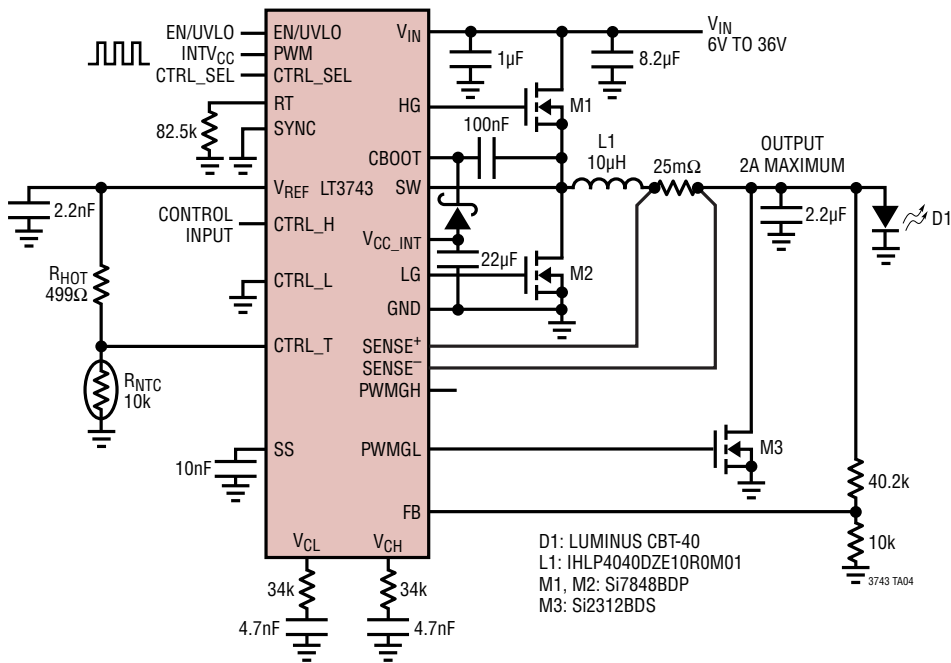 EN/UVLO
INTVCC
CTRL_SEL
EN/UVLO
PWM
CTRL_SEL
RT
82.5k
SYNC
VREF
LT3743
2.2nF
CONTROL
INPUT
CTRL_H
RHOT
499Ω
CTRL_L
CTRL_T
RNTC
10k
SS
10nF
VCL
VCH
34k
34k
4.7nF
4.7nF
VIN
HG
CBOOT
SW
VCC_INT
LG
GND
SENSE+
SENSE–
PWMGH
PWMGL
FB
1µF
8.2µF
VIN
6V TO 36V
M1
100nF
L1
10µH
25mΩ
OUTPUT
2A MAXIMUM
2.2µF
D1
22µF
M2
M3
40.2k
10k
D1: LUMINUS CBT-40
L1: IHLP4040DZE10R0M01
M1, M2: Si7848BDP
M3: Si2312BDS
3743 TA04